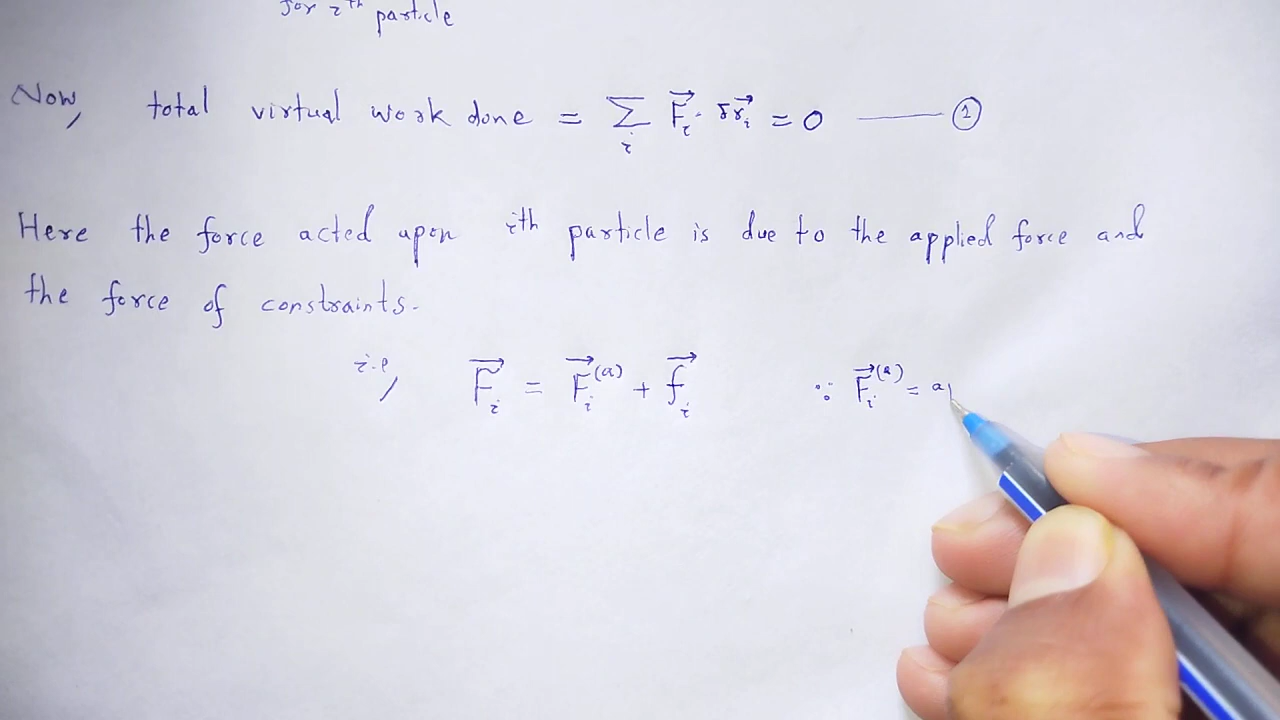 for ith particle
Now, total virtual work done = ∑ᵢ F⃗ᵢ · δr⃗ᵢ = 0 —— ①
Here the force acted upon ith particle is due to the applied force and
the force of constraints.
i.e, F⃗ᵢ = F⃗ᵢ⁽ᵃ⁾ + f⃗ᵢ ∵ F⃗ᵢ⁽ᵃ⁾ = a